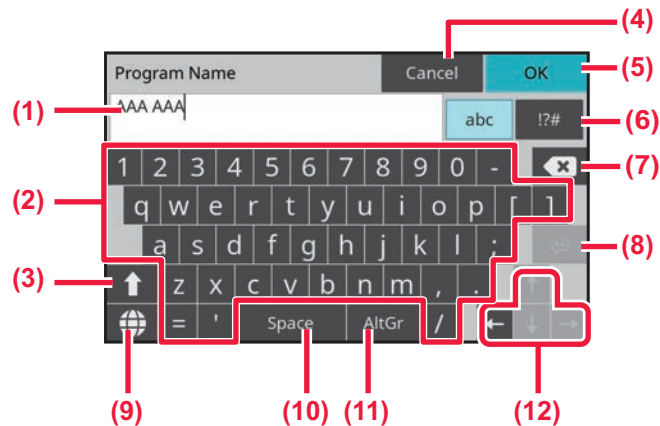 (4)
Program Name Cancel OK (5)
(1) AAA AAA abc !?# (6)
1 2 3 4 5 6 7 8 9 0 - (7)
(2) q w e r t y u i o p [ ]
a s d f g h j k l ; (8)
(3) z x c v b n m , .
= ' Space AltGr /
(9) (10) (11) (12)